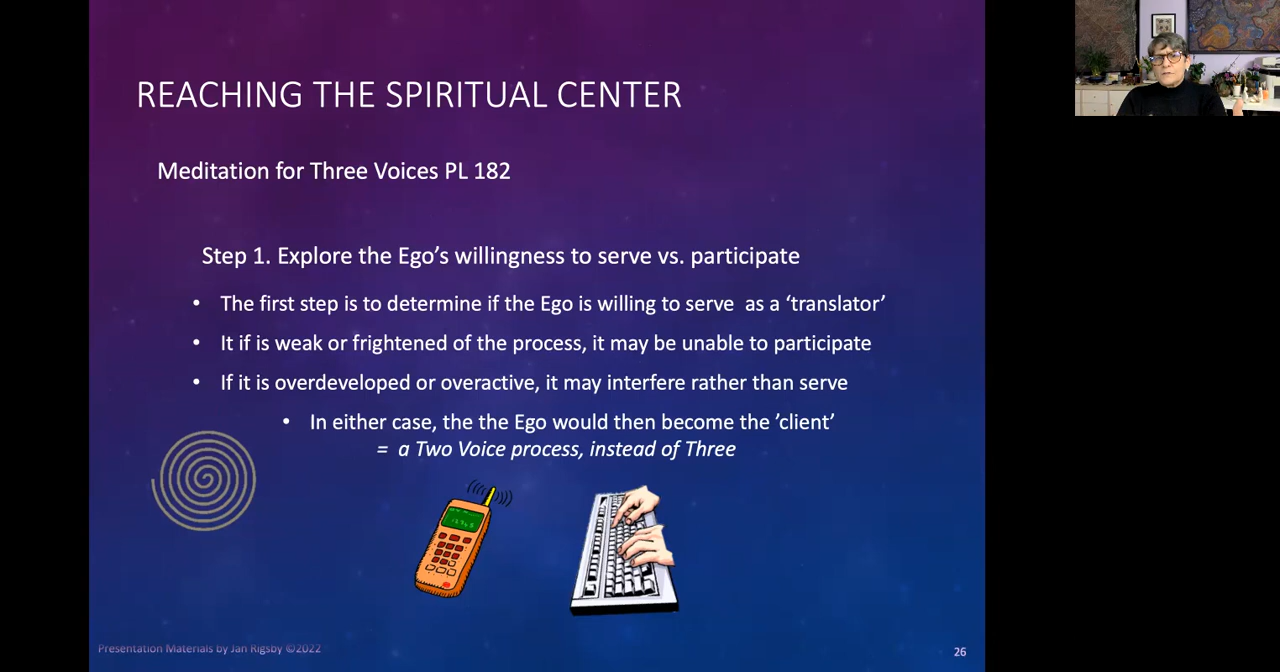 REACHING THE SPIRITUAL CENTER
Meditation for Three Voices PL 182
Step 1. Explore the Ego's willingness to serve vs. participate
• The first step is to determine if the Ego is willing to serve as a 'translator'
• It if is weak or frightened of the process, it may be unable to participate
• If it is overdeveloped or overactive, it may interfere rather than serve
• In either case, the the Ego would then become the 'client'
= a Two Voice process, instead of Three
Presentation Materials by Jan Rigsby ©2022
26